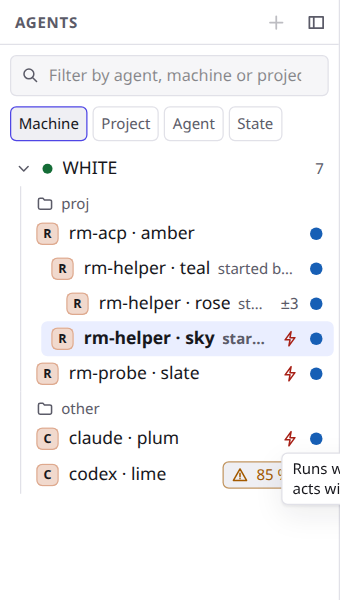 AGENTS
Filter by agent, machine or projec
Machine Project Agent State
WHITE 7
proj
R rm-acp · amber
R rm-helper · teal started b...
R rm-helper · rose st... ±3
R rm-helper · sky star...
R rm-probe · slate
other
C claude · plum
C codex · lime 85
Runs
acts wi